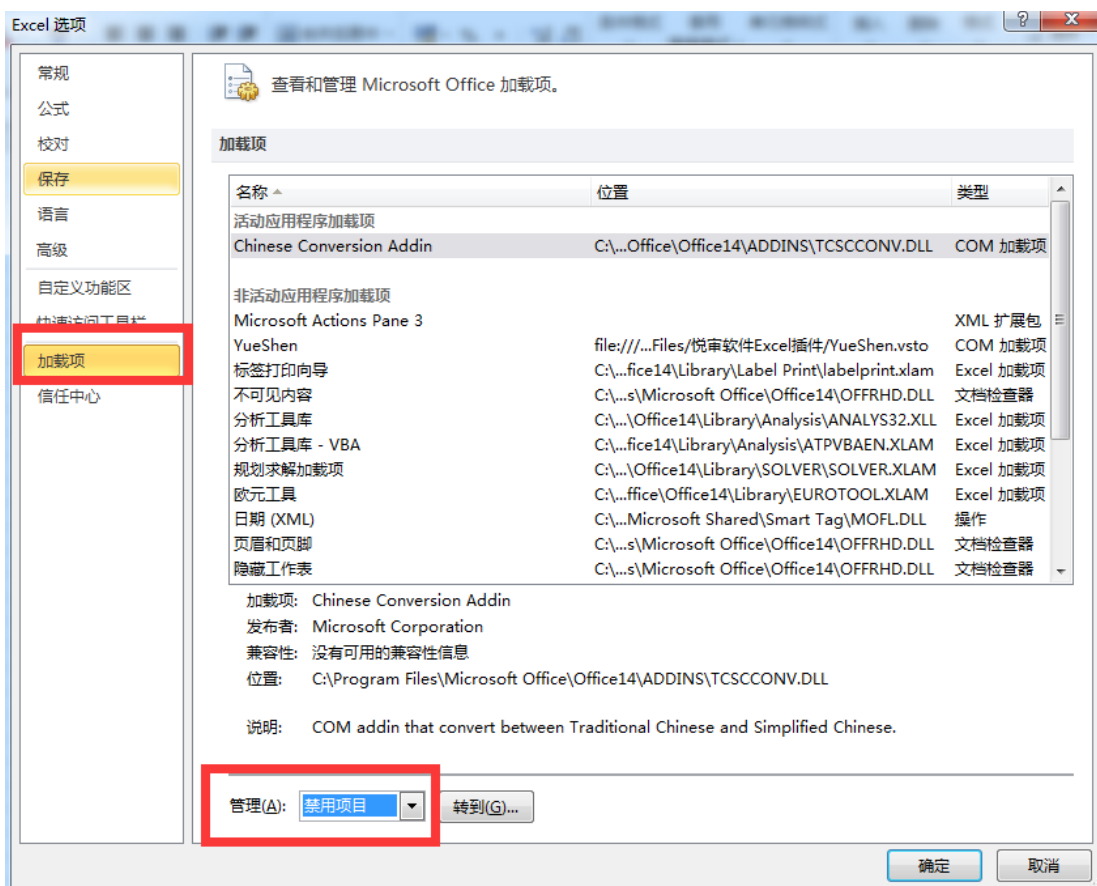 Excel 选项
常规
公式
校对
保存
语言
高级
自定义功能区
快速访问工具栏
加载项
信任中心
查看和管理 Microsoft Office 加载项。
加载项
名称 位置 类型
活动应用程序加载项
Chinese Conversion Addin C:\...Office\Office14\ADDINS\TCSCCONV.DLL COM 加载项
非活动应用程序加载项
Microsoft Actions Pane 3 XML 扩展包
YueShen file:///...Files/悦审软件Excel插件/YueShen.vsto COM 加载项
标签打印向导 C:\...fice14\Library\Label Print\labelprint.xlam Excel 加载项
不可见内容 C:\...s\Microsoft Office\Office14\OFFRHD.DLL 文档检查器
分析工具库 C:\...\Office14\Library\Analysis\ANALYS32.XLL Excel 加载项
分析工具库 - VBA C:\...fice14\Library\Analysis\ATPVBAEN.XLAM Excel 加载项
规划求解加载项 C:\...\Office14\Library\SOLVER\SOLVER.XLAM Excel 加载项
欧元工具 C:\...ffice\Office14\Library\EUROTOOL.XLAM Excel 加载项
日期 (XML) C:\...Microsoft Shared\Smart Tag\MOFL.DLL 操作
页眉和页脚 C:\...s\Microsoft Office\Office14\OFFRHD.DLL 文档检查器
隐藏工作表 C:\...s\Microsoft Office\Office14\OFFRHD.DLL 文档检查器
加载项: Chinese Conversion Addin
发布者: Microsoft Corporation
兼容性: 没有可用的兼容性信息
位置: C:\Program Files\Microsoft Office\Office14\ADDINS\TCSCCONV.DLL
说明: COM addin that convert between Traditional Chinese and Simplified Chinese.
管理(A): 禁用项目 转到(G)...
确定 取消